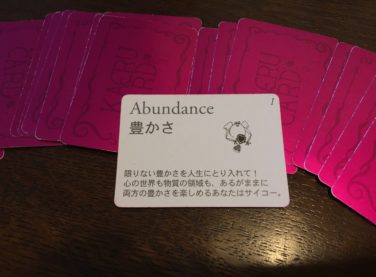 KAERU
CARD
Abundance
I
豊かさ
限りない豊かさを人生にとり入れて！
心の世界も物質の領域も、あるがままに
両方の豊かさを楽しめるあなたはサイコー。